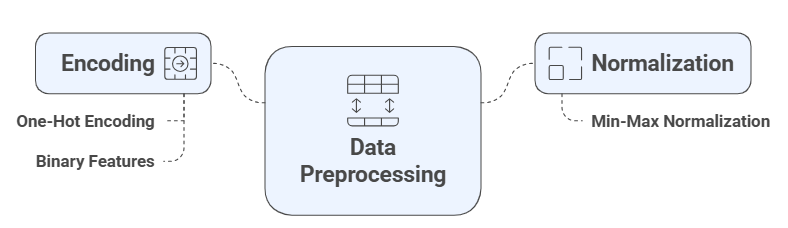 Encoding
One-Hot Encoding
Binary Features
Data
Preprocessing
Normalization
Min-Max Normalization